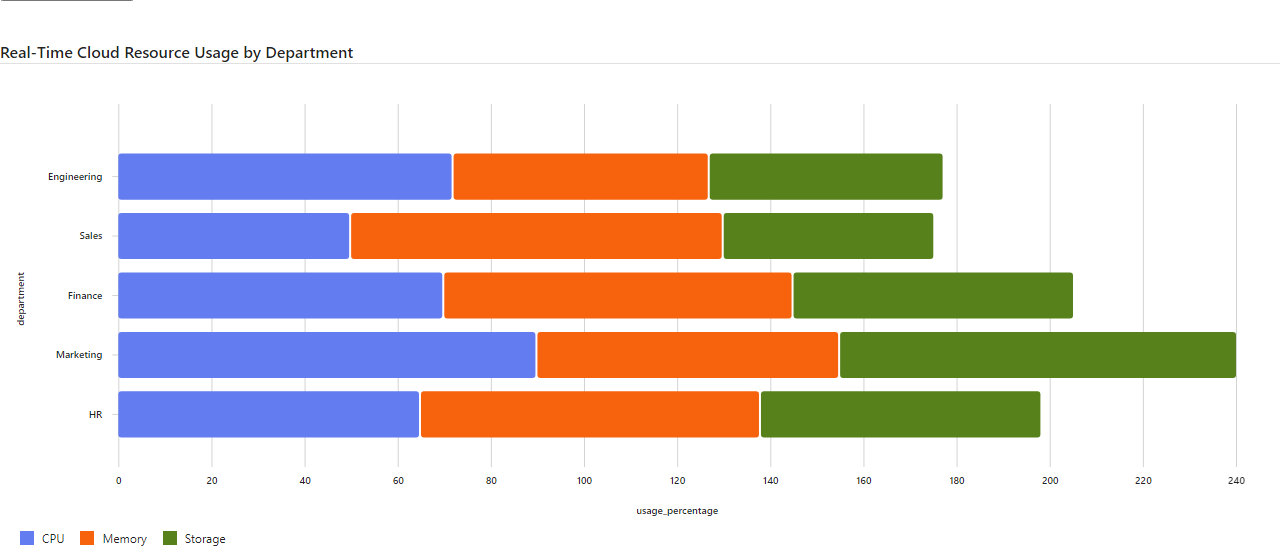 Real-Time Cloud Resource Usage by Department
Engineering
Sales
Finance
Marketing
HR
department
0 20 40 60 80 100 120 140 160 180 200 220 240
usage_percentage
CPU Memory Storage